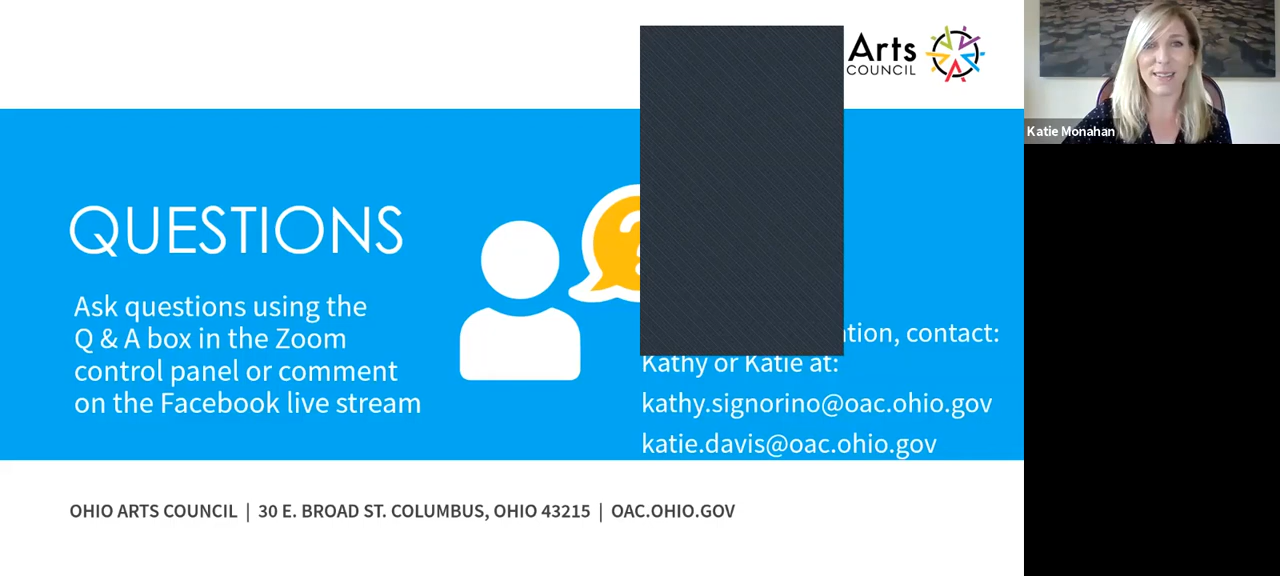 Arts
COUNCIL
Katie Monahan
QUESTIONS
Ask questions using the
Q & A box in the Zoom
control panel or comment
on the Facebook live stream
contact:
Kathy or Katie at:
kathy.signorino@oac.ohio.gov
katie.davis@oac.ohio.gov
OHIO ARTS COUNCIL | 30 E. BROAD ST. COLUMBUS, OHIO 43215 | OAC.OHIO.GOV